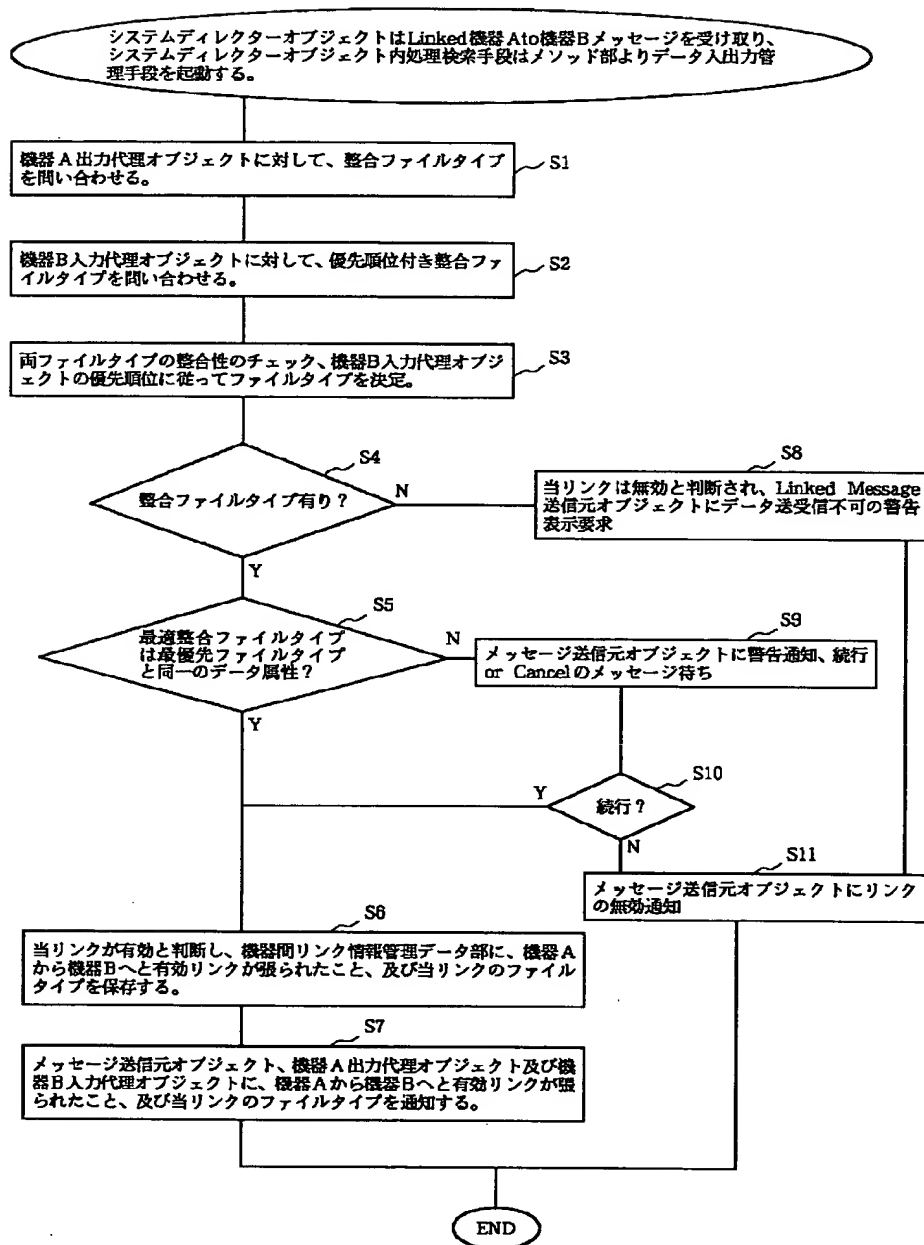 システムディレクターオブジェクトはLinked機器Ato機器Bメッセージを受け取り、
システムディレクターオブジェクト内処理検索手段はメソッド部よりデータ入出力管
理手段を起動する。
機器A出力代理オブジェクトに対して、整合ファイルタイプ
を問い合わせる。
S1
機器B入力代理オブジェクトに対して、優先順位付き整合ファ
イルタイプを問い合わせる。
S2
両ファイルタイプの整合性のチェック、機器B入力代理オブジ
ェクトの優先順位に従ってファイルタイプを決定。
S3
S4
整合ファイルタイプ有り?
N
Y
S8
当リンクは無効と判断され、Linked Message
送信元オブジェクトにデータ送受信不可の警告
表示要求
S5
最適整合ファイルタイプ
は最優先ファイルタイプ
と同一のデータ属性?
N
Y
S9
メッセージ送信元オブジェクトに警告通知、続行
or Cancelのメッセージ待ち
S10
続行?
Y
N
S11
メッセージ送信元オブジェクトにリンク
の無効通知
S6
当リンクが有効と判断し、機器間リンク情報管理データ部に、機器A
から機器Bへと有効リンクが張られたこと、及び当リンクのファイル
タイプを保存する。
S7
メッセージ送信元オブジェクト、機器A出力代理オブジェクト及び機
器B入力代理オブジェクトに、機器Aから機器Bへと有効リンクが張
られたこと、及び当リンクのファイルタイプを通知する。
END